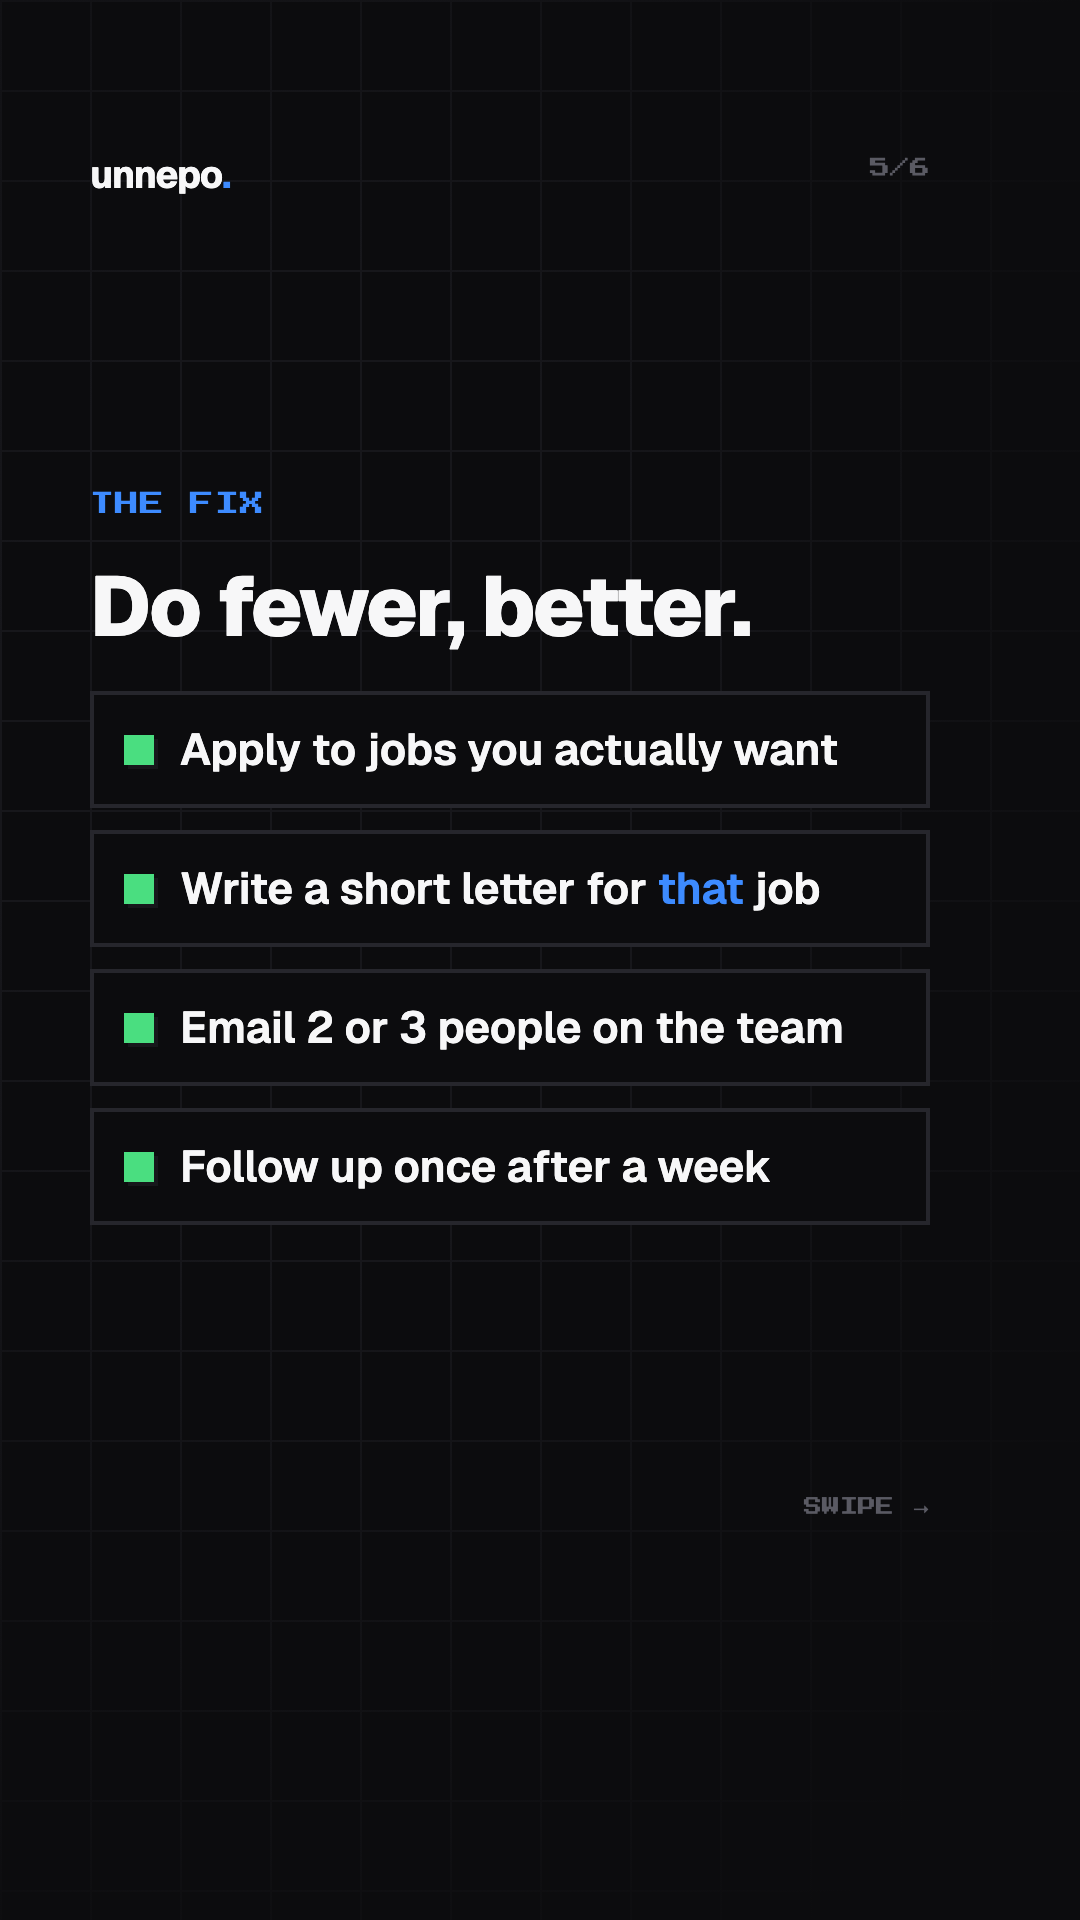 unnepo.
5/6
THE FIX
Do fewer, better.
Apply to jobs you actually want
Write a short letter for that job
Email 2 or 3 people on the team
Follow up once after a week
SWIPE →